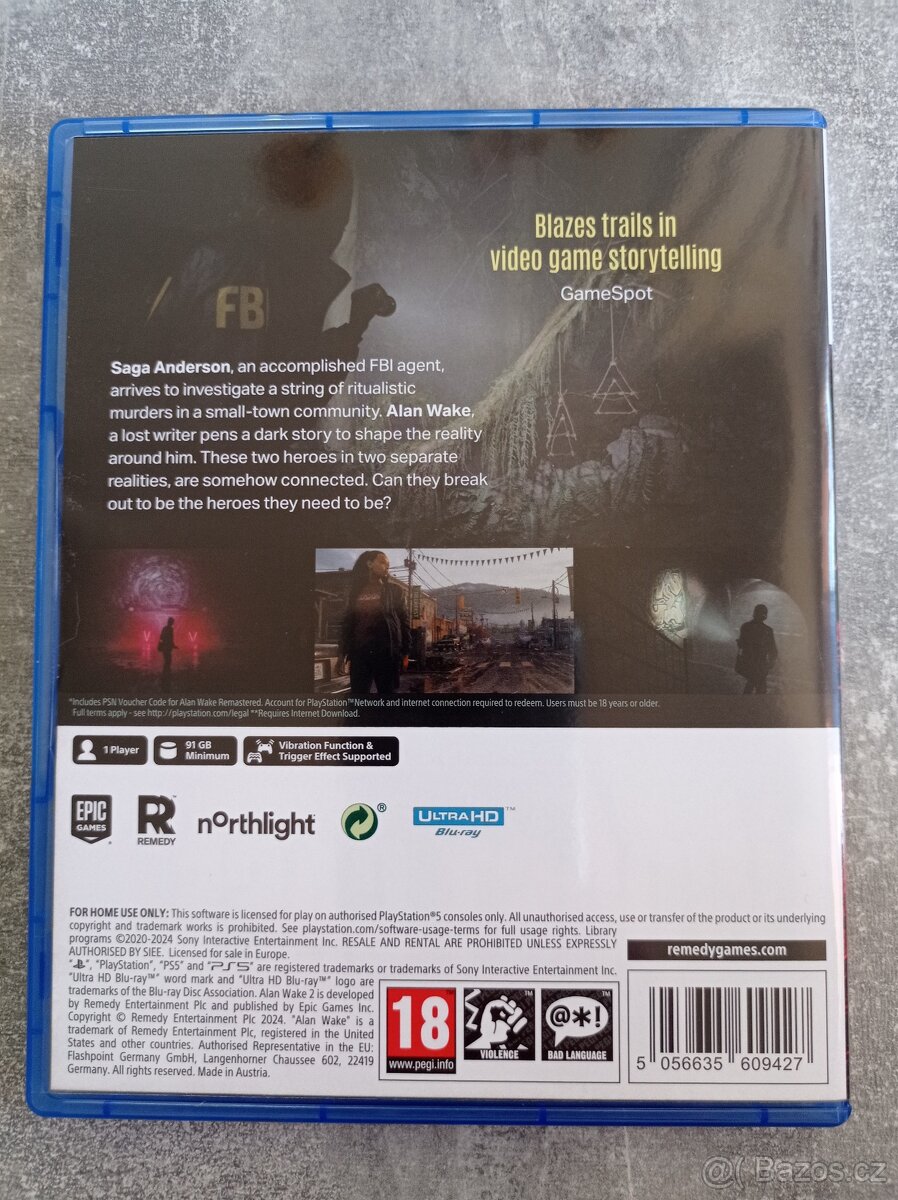 FBI
Blazes trails in
video game storytelling
GameSpot
Saga Anderson, an accomplished FBI agent,
arrives to investigate a string of ritualistic
murders in a small-town community. Alan Wake,
a lost writer pens a dark story to shape the reality
around him. These two heroes in two separate
realities, are somehow connected. Can they break
out to be the heroes they need to be?
*Includes PSN Voucher Code for Alan Wake Remastered. Account for PlayStation™Network and internet connection required to redeem. Users must be 18 years or older.
Full terms apply - see http://playstation.com/legal **Requires Internet Download.
1 Player
91 GB
Minimum
Vibration Function &
Trigger Effect Supported
EPIC
GAMES
R™
REMEDY
northlight
®
ULTRA HD™
Blu-ray
FOR HOME USE ONLY: This software is licensed for play on authorised PlayStation®5 consoles only. All unauthorised access, use or transfer of the product or its underlying
copyright and trademark works is prohibited. See playstation.com/software-usage-terms for full usage rights. Library
programs ©2020-2024 Sony Interactive Entertainment Inc. RESALE AND RENTAL ARE PROHIBITED UNLESS EXPRESSLY
AUTHORISED BY SIEE. Licensed for sale in Europe.
"", "PlayStation", "PS5" and "PS5" are registered trademarks or trademarks of Sony Interactive Entertainment Inc.
"Ultra HD Blu-ray™" word mark and "Ultra HD Blu-ray™" logo are
trademarks of the Blu-ray Disc Association. Alan Wake 2 is developed
by Remedy Entertainment Plc and published by Epic Games Inc.
Copyright © Remedy Entertainment Plc 2024. "Alan Wake" is a
trademark of Remedy Entertainment Plc, registered in the United
States and other countries. Authorised Representative in the EU:
Flashpoint Germany GmbH, Langenhorner Chaussee 602, 22419
Germany. All rights reserved. Made in Austria.
remedygames.com
18
www.pegi.info
™
VIOLENCE
™
@*!
BAD LANGUAGE
5 056635 609427
@( Bazos.cz